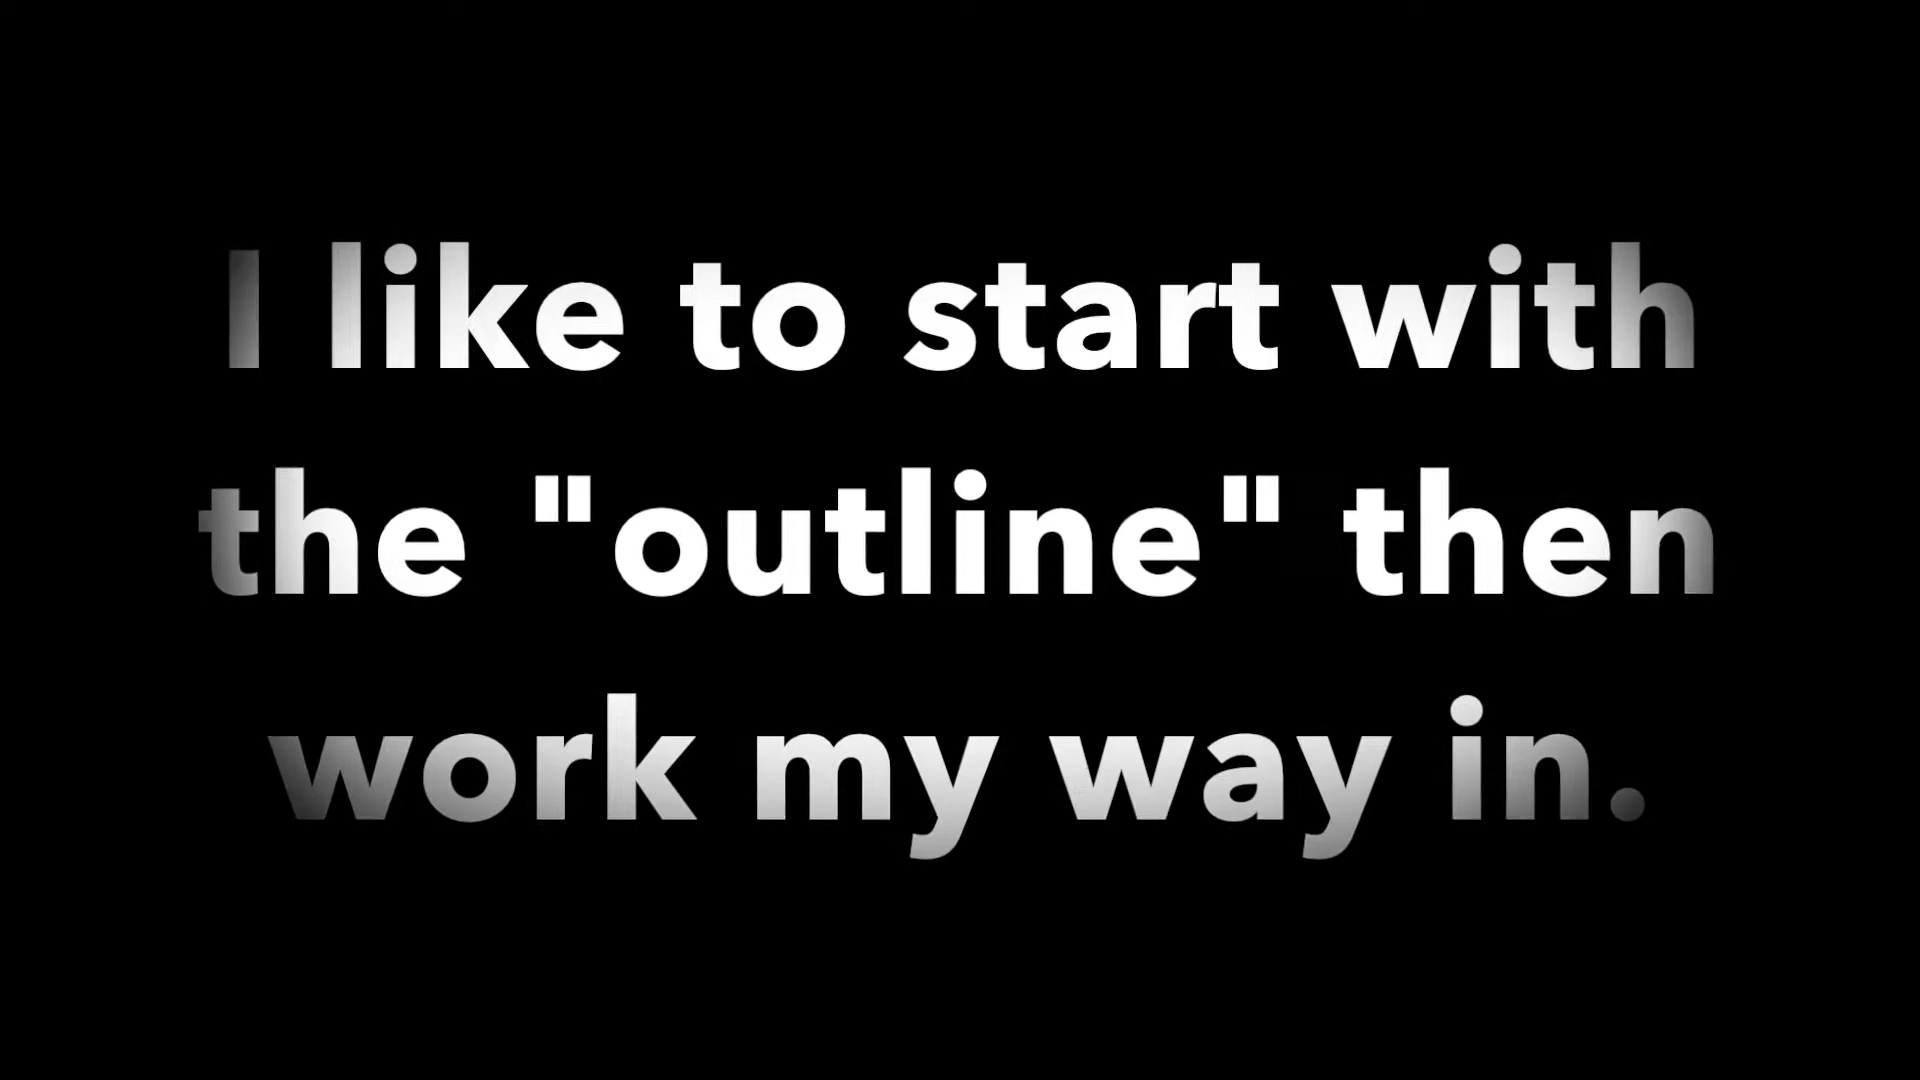 I like to start with
the "outline" then
work my way in.